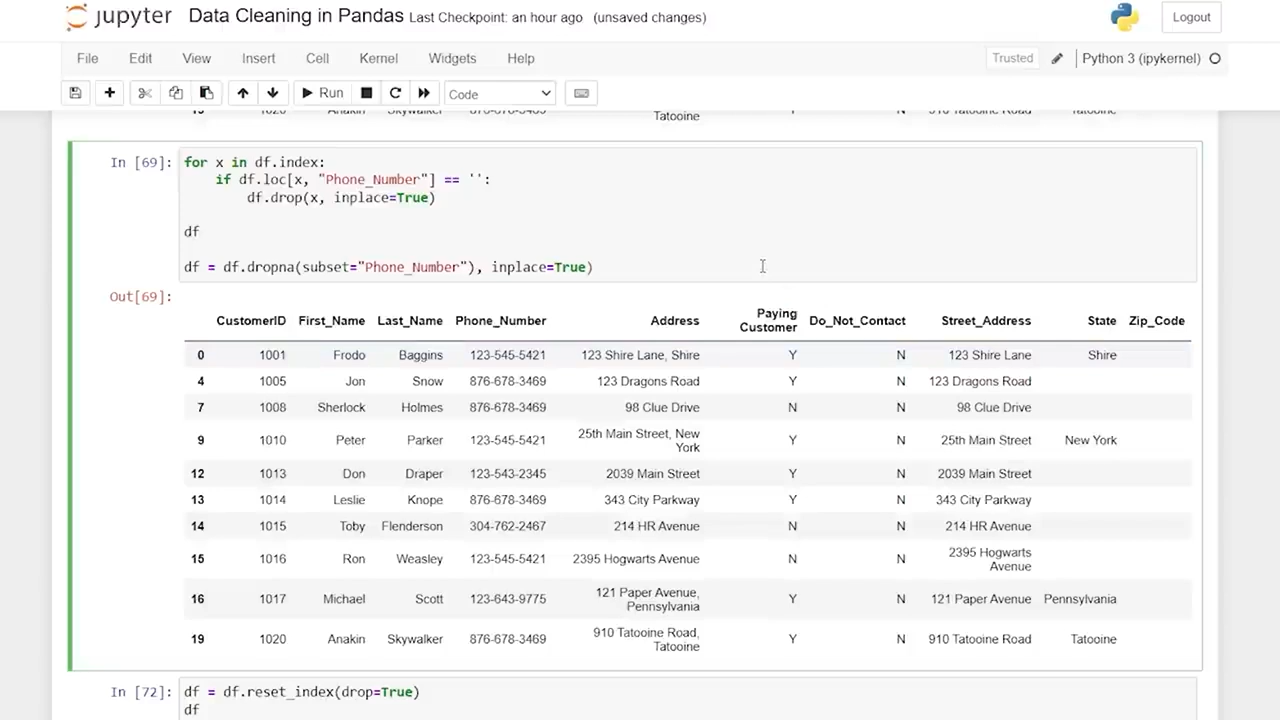 jupyter Data Cleaning in Pandas Last Checkpoint: an hour ago (unsaved changes) Logout
File Edit View Insert Cell Kernel Widgets Help Trusted Python 3 (ipykernel)
Run Code
Tatooine
In [69]: for x in df.index:
if df.loc[x, "Phone_Number"] == '':
df.drop(x, inplace=True)
df
df = df.dropna(subset="Phone_Number"), inplace=True)
Out[69]:
CustomerID First_Name Last_Name Phone_Number Address Paying Customer Do_Not_Contact Street_Address State Zip_Code
0 1001 Frodo Baggins 123-545-5421 123 Shire Lane, Shire Y N 123 Shire Lane Shire
4 1005 Jon Snow 876-678-3469 123 Dragons Road Y N 123 Dragons Road
7 1008 Sherlock Holmes 876-678-3469 98 Clue Drive N N 98 Clue Drive
9 1010 Peter Parker 123-545-5421 25th Main Street, New York Y N 25th Main Street New York
12 1013 Don Draper 123-543-2345 2039 Main Street Y N 2039 Main Street
13 1014 Leslie Knope 876-678-3469 343 City Parkway Y N 343 City Parkway
14 1015 Toby Flenderson 304-762-2467 214 HR Avenue N N 214 HR Avenue
15 1016 Ron Weasley 123-545-5421 2395 Hogwarts Avenue N N 2395 Hogwarts Avenue
16 1017 Michael Scott 123-643-9775 121 Paper Avenue, Pennsylvania Y N 121 Paper Avenue Pennsylvania
19 1020 Anakin Skywalker 876-678-3469 910 Tatooine Road, Tatooine Y N 910 Tatooine Road Tatooine
In [72]: df = df.reset_index(drop=True)
df